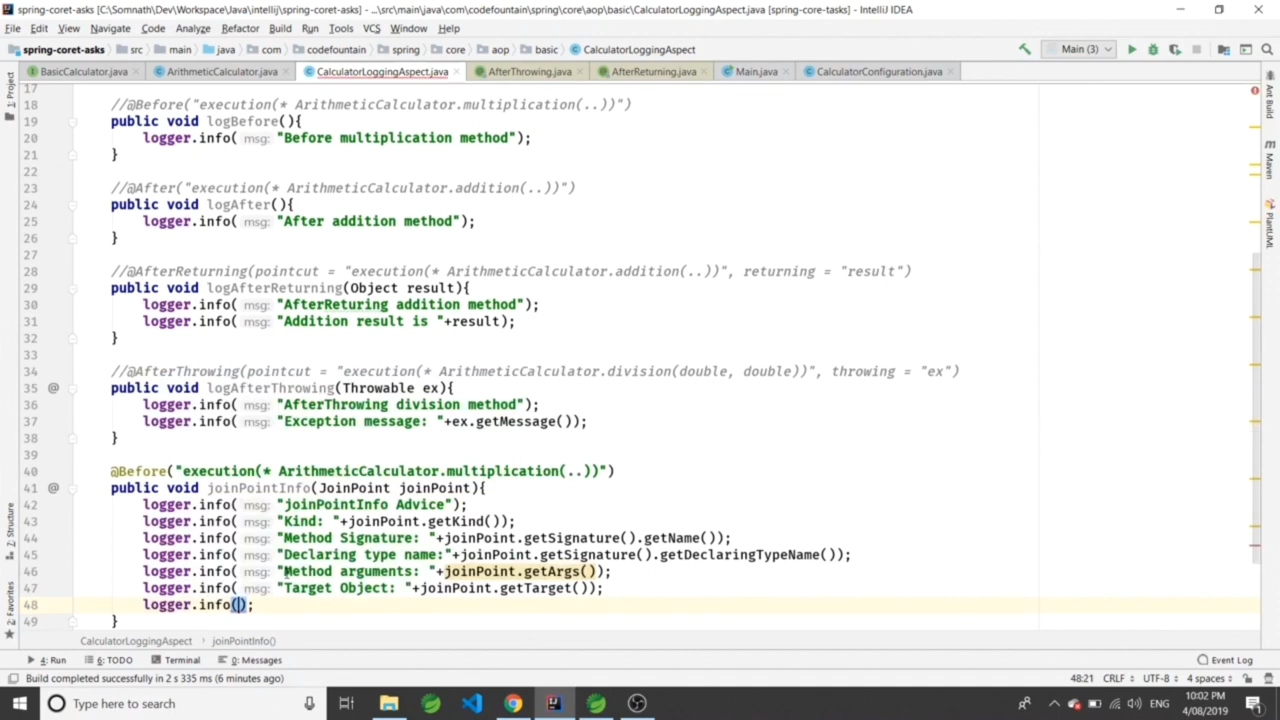 spring-coret-asks [C:\Somnath\Dev\Workspace\Java\intellij\spring-coret-asks] - ...\src\main\java\com\codefountain\spring\core\aop\basic\CalculatorLoggingAspect.java [spring-core-tasks] - IntelliJ IDEA
File Edit View Navigate Code Analyze Refactor Build Run Tools VCS Window Help
spring-coret-asks src main java com codefountain spring core aop basic CalculatorLoggingAspect Main (3)
BasicCalculator.java ArithmeticCalculator.java CalculatorLoggingAspect.java AfterThrowing.java AfterReturning.java Main.java CalculatorConfiguration.java
1: Project
Ant Build
Maven
PlantUML
17
18 //@Before("execution(* ArithmeticCalculator.multiplication(..))")
19 public void logBefore(){
20 logger.info( msg: "Before multiplication method");
21 }
22
23 //@After("execution(* ArithmeticCalculator.addition(..))")
24 public void logAfter(){
25 logger.info( msg: "After addition method");
26 }
27
28 //@AfterReturning(pointcut = "execution(* ArithmeticCalculator.addition(..))", returning = "result")
29 public void logAfterReturning(Object result){
30 logger.info( msg: "AfterReturing addition method");
31 logger.info( msg: "Addition result is "+result);
32 }
33
34 //@AfterThrowing(pointcut = "execution(* ArithmeticCalculator.division(double, double))", throwing = "ex")
35 public void logAfterThrowing(Throwable ex){
36 logger.info( msg: "AfterThrowing division method");
37 logger.info( msg: "Exception message: "+ex.getMessage());
38 }
39
40 @Before("execution(* ArithmeticCalculator.multiplication(..))")
41 public void joinPointInfo(JoinPoint joinPoint){
42 logger.info( msg: "joinPointInfo Advice");
43 logger.info( msg: "Kind: "+joinPoint.getKind());
44 logger.info( msg: "Method Signature: "+joinPoint.getSignature().getName());
45 logger.info( msg: "Declaring type name:"+joinPoint.getSignature().getDeclaringTypeName());
46 logger.info( msg: "Method arguments: "+joinPoint.getArgs());
47 logger.info( msg: "Target Object: "+joinPoint.getTarget());
48 logger.info();
49 }
Z: Structure
2: Favorites
CalculatorLoggingAspect › joinPointInfo()
4: Run 6: TODO Terminal 0: Messages Event Log
Build completed successfully in 2 s 335 ms (6 minutes ago) 48:21 CRLF UTF-8 4 spaces
Type here to search ENG 10:02 PM
4/08/2019